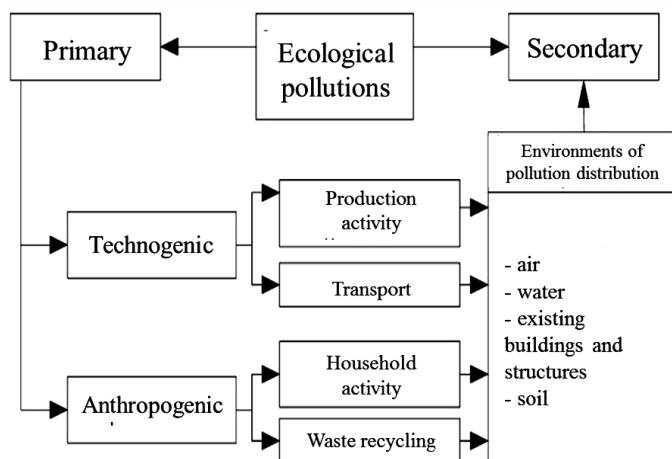 Primary
Ecological
pollutions
Secondary
Environments of
pollution distribution
Production
activity
Technogenic
Transport
- air
- water
- existing
buildings and
structures
- soil
Household
activity
Anthropogenic
Waste recycling